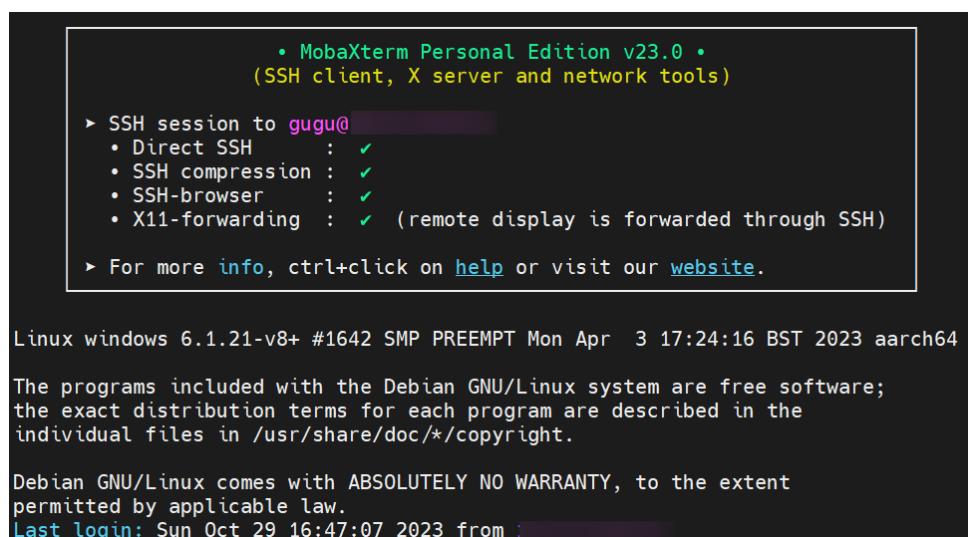 • MobaXterm Personal Edition v23.0 •
(SSH client, X server and network tools)
➤ SSH session to gugu@
• Direct SSH : ✔
• SSH compression : ✔
• SSH-browser : ✔
• X11-forwarding : ✔ (remote display is forwarded through SSH)
➤ For more info, ctrl+click on help or visit our website.
Linux windows 6.1.21-v8+ #1642 SMP PREEMPT Mon Apr 3 17:24:16 BST 2023 aarch64
The programs included with the Debian GNU/Linux system are free software;
the exact distribution terms for each program are described in the
individual files in /usr/share/doc/*/copyright.
Debian GNU/Linux comes with ABSOLUTELY NO WARRANTY, to the extent
permitted by applicable law.
Last login: Sun Oct 29 16:47:07 2023 from